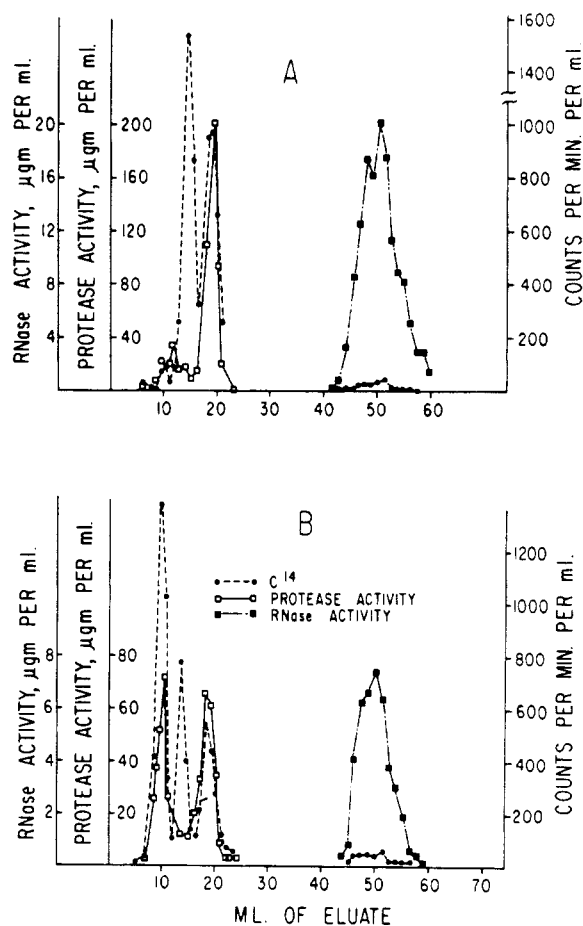 A
RNase ACTIVITY, µgm PER ml.
20
16
12
8
4
PROTEASE ACTIVITY, µgm PER ml.
200
160
120
80
40
1600
1400
1000
800
600
400
200
COUNTS PER MIN. PER ml.
10 20 30 40 50 60
B
RNase ACTIVITY, µgm PER ml.
8
6
4
2
PROTEASE ACTIVITY, µgm PER ml.
80
60
40
20
C 14
PROTEASE ACTIVITY
RNase ACTIVITY
1200
1000
800
600
400
200
COUNTS PER MIN. PER ml.
10 20 30 40 50 60 70
ML. OF ELUATE